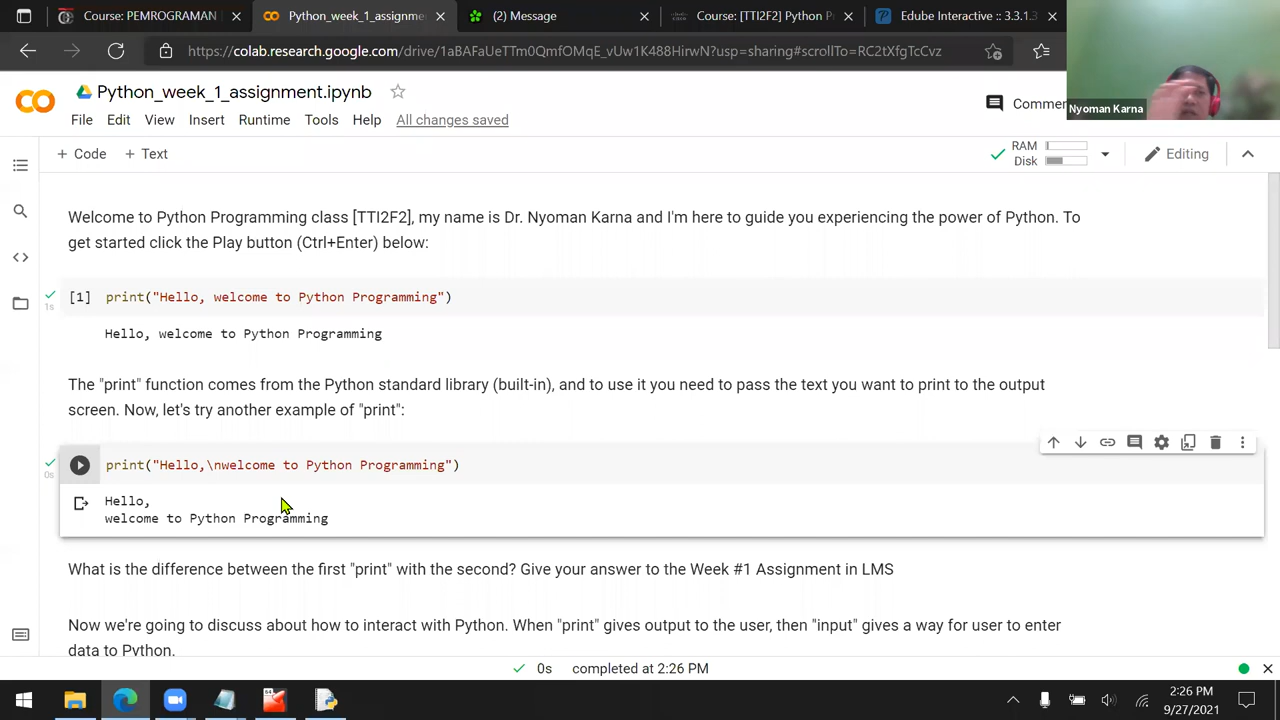 Course: PEMROGRAMAN
Python_week_1_assignme
(2) Message
Course: [TTI2F2] Python P
Edube Interactive :: 3.3.1.3
https://colab.research.google.com/drive/1aBAFaUeTTm0QmfOMqE_vUw1K488HirwN?usp=sharing#scrollTo=RC2tXfgTcCvz
Python_week_1_assignment.ipynb
Comme
Nyoman Karna
File Edit View Insert Runtime Tools Help All changes saved
+ Code + Text
RAM
Disk
Editing
Welcome to Python Programming class [TTI2F2], my name is Dr. Nyoman Karna and I'm here to guide you experiencing the power of Python. To
get started click the Play button (Ctrl+Enter) below:
[1] print("Hello, welcome to Python Programming")
1s
Hello, welcome to Python Programming
The "print" function comes from the Python standard library (built-in), and to use it you need to pass the text you want to print to the output
screen. Now, let's try another example of "print":
print("Hello,\nwelcome to Python Programming")
0s
Hello,
welcome to Python Programming
What is the difference between the first "print" with the second? Give your answer to the Week #1 Assignment in LMS
Now we're going to discuss about how to interact with Python. When "print" gives output to the user, then "input" gives a way for user to enter
data to Python.
0s completed at 2:26 PM
2:26 PM
9/27/2021